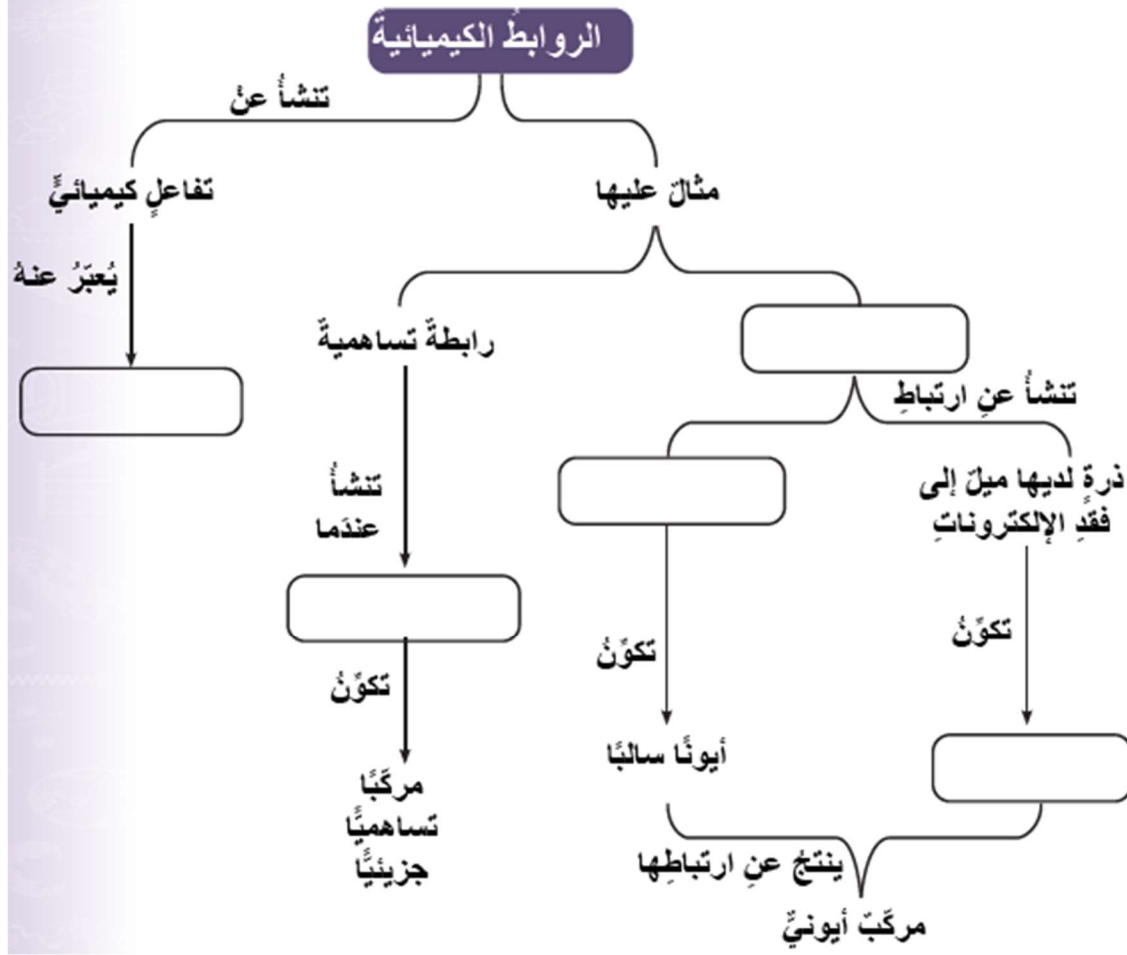 الروابطُ الكيميائيةُ
تنشأُ عنْ
تفاعلٍ كيميائيٍّ
مثالٌ عليها
يُعبّرُ عنهُ
رابطةٌ تساهميةٌ
تنشأُ عنِ ارتباطِ
ذرةٍ لديها ميلٌ إلى
فقدِ الإلكتروناتِ
تنشأُ
عندَما
تكوِّنُ
تكوِّنُ
تكوِّنُ
أيونًا سالبًا
مركّبًا
تساهميًّا
جزيئيًّا
ينتجُ عنِ ارتباطِها
مركّبٌ أيونيٌّ